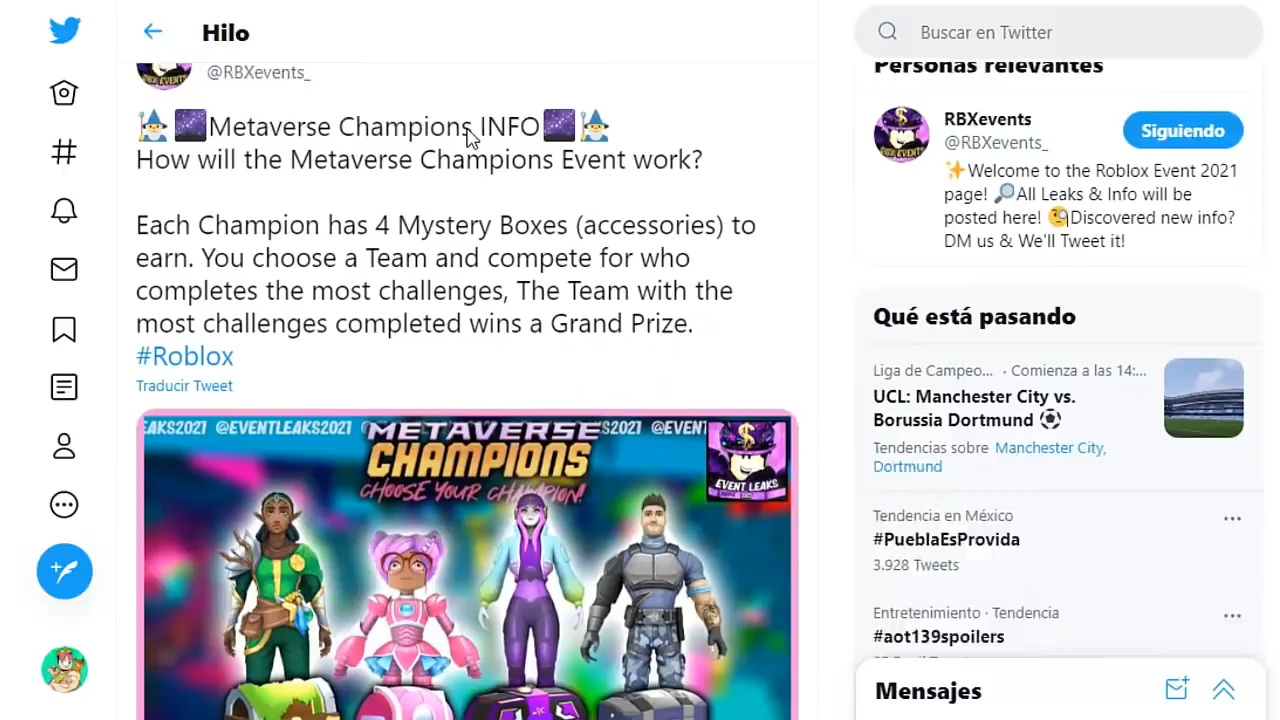 Hilo
@RBXevents_
Metaverse Champions INFO
How will the Metaverse Champions Event work?
Each Champion has 4 Mystery Boxes (accessories) to
earn. You choose a Team and compete for who
completes the most challenges, The Team with the
most challenges completed wins a Grand Prize.
#Roblox
Traducir Tweet
EAKS2021 @EVENTLEAKS2021 S2021 @EVENT
METAVERSE
CHAMPIONS
CHOOSE YOUR CHAMPION!
EVENT LEAKS
Buscar en Twitter
Personas relevantes
RBXevents
@RBXevents_
Siguiendo
Welcome to the Roblox Event 2021
page! All Leaks & Info will be
posted here! Discovered new info?
DM us & We'll Tweet it!
Qué está pasando
Liga de Campeo... · Comienza a las 14:...
UCL: Manchester City vs.
Borussia Dortmund
Tendencias sobre Manchester City,
Dortmund
Tendencia en México
#PueblaEsProvida
3.928 Tweets
Entretenimiento · Tendencia
#aot139spoilers
Mensajes